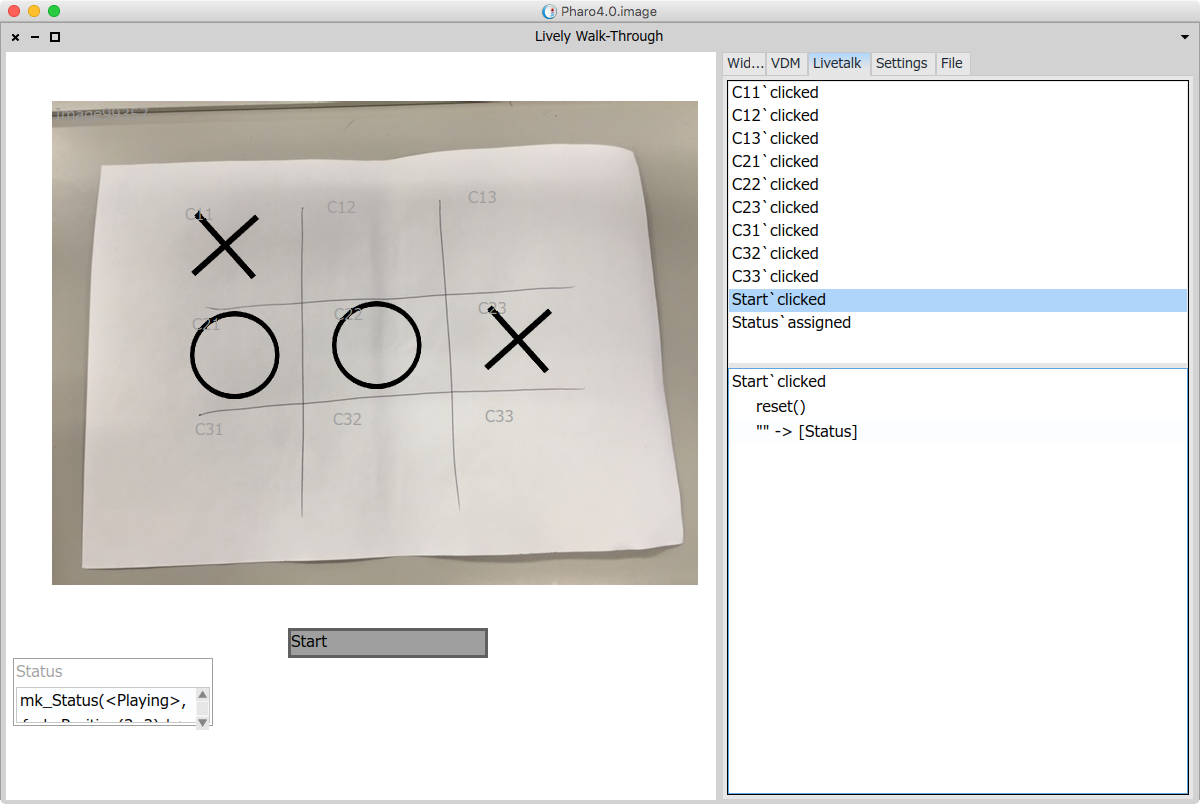 Pharo4.0.image
Lively Walk-Through
Wid... VDM Livetalk Settings File
C11`clicked
C12`clicked
C13`clicked
C21`clicked
C22`clicked
C23`clicked
C31`clicked
C32`clicked
C33`clicked
Start`clicked
Status`assigned
Start`clicked
reset()
"" -> [Status]
C11 C12 C13
C21 C22 C23
C31 C32 C33
Start
Status
mk_Status(<Playing>,